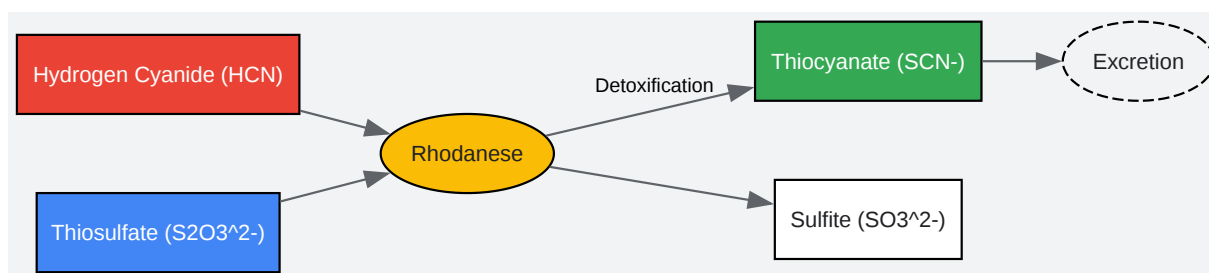 Hydrogen Cyanide (HCN)
Thiosulfate (S2O3^2-)
Rhodanese
Detoxification
Thiocyanate (SCN-)
Sulfite (SO3^2-)
Excretion